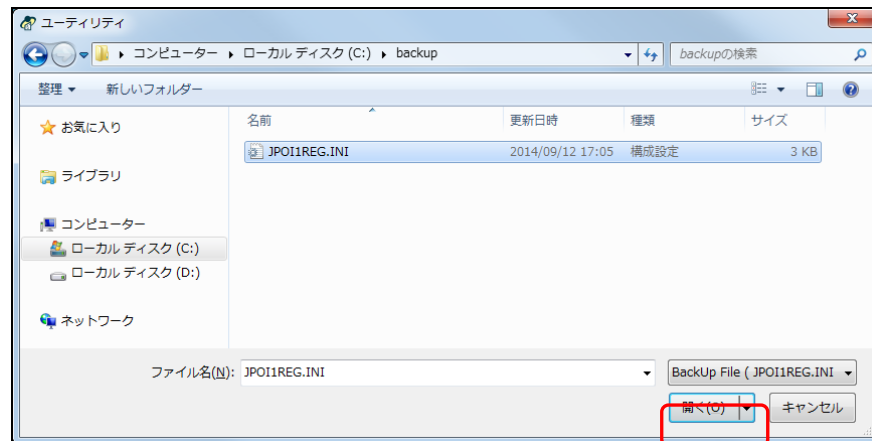 ユーティリティ
コンピューター ▸ ローカル ディスク (C:) ▸ backup
backupの検索
整理 ▼ 新しいフォルダー
お気に入り
ライブラリ
コンピューター
ローカル ディスク (C:)
ローカル ディスク (D:)
ネットワーク
名前 更新日時 種類 サイズ
JPOI1REG.INI 2014/09/12 17:05 構成設定 3 KB
ファイル名(N): JPOI1REG.INI
BackUp File ( JPOI1REG.INI
開く(O) キャンセル